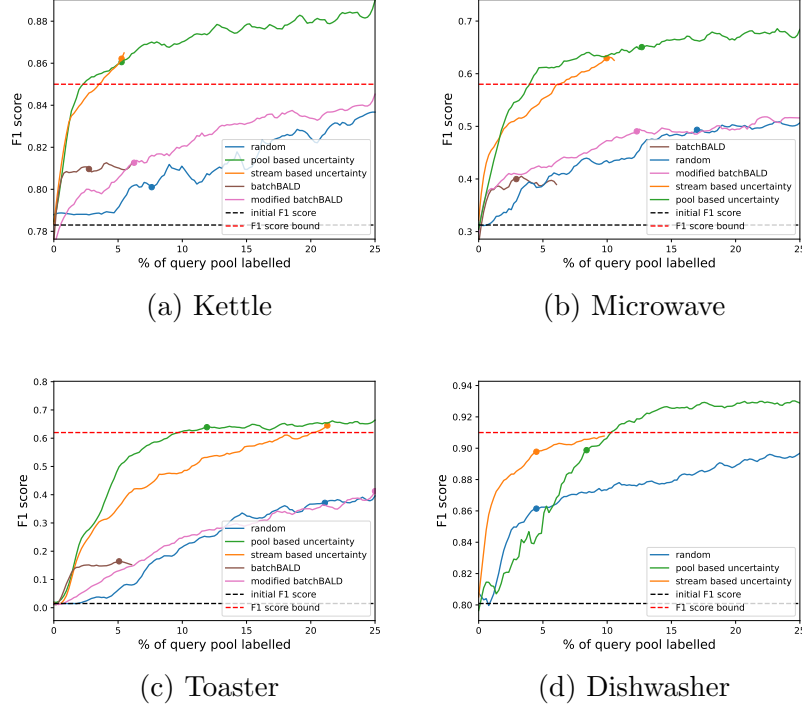 0.88
0.86
0.84
0.82
0.80
0.78
F1 score
random
pool based uncertainty
stream based uncertainty
batchBALD
modified batchBALD
initial F1 score
F1 score bound
0 5 10 15 20 25
% of query pool labelled
(a) Kettle
0.7
0.6
0.5
0.4
0.3
F1 score
batchBALD
random
modified batchBALD
stream based uncertainty
pool based uncertainty
initial F1 score
F1 score bound
0 5 10 15 20 25
% of query pool labelled
(b) Microwave
0.8
0.7
0.6
0.5
0.4
0.3
0.2
0.1
0.0
F1 score
random
pool based uncertainty
stream based uncertainty
batchBALD
modified batchBALD
initial F1 score
F1 score bound
0 5 10 15 20 25
% of query pool labelled
(c) Toaster
0.94
0.92
0.90
0.88
0.86
0.84
0.82
0.80
F1 score
random
pool based uncertainty
stream based uncertainty
initial F1 score
F1 score bound
0 5 10 15 20 25
% of query pool labelled
(d) Dishwasher